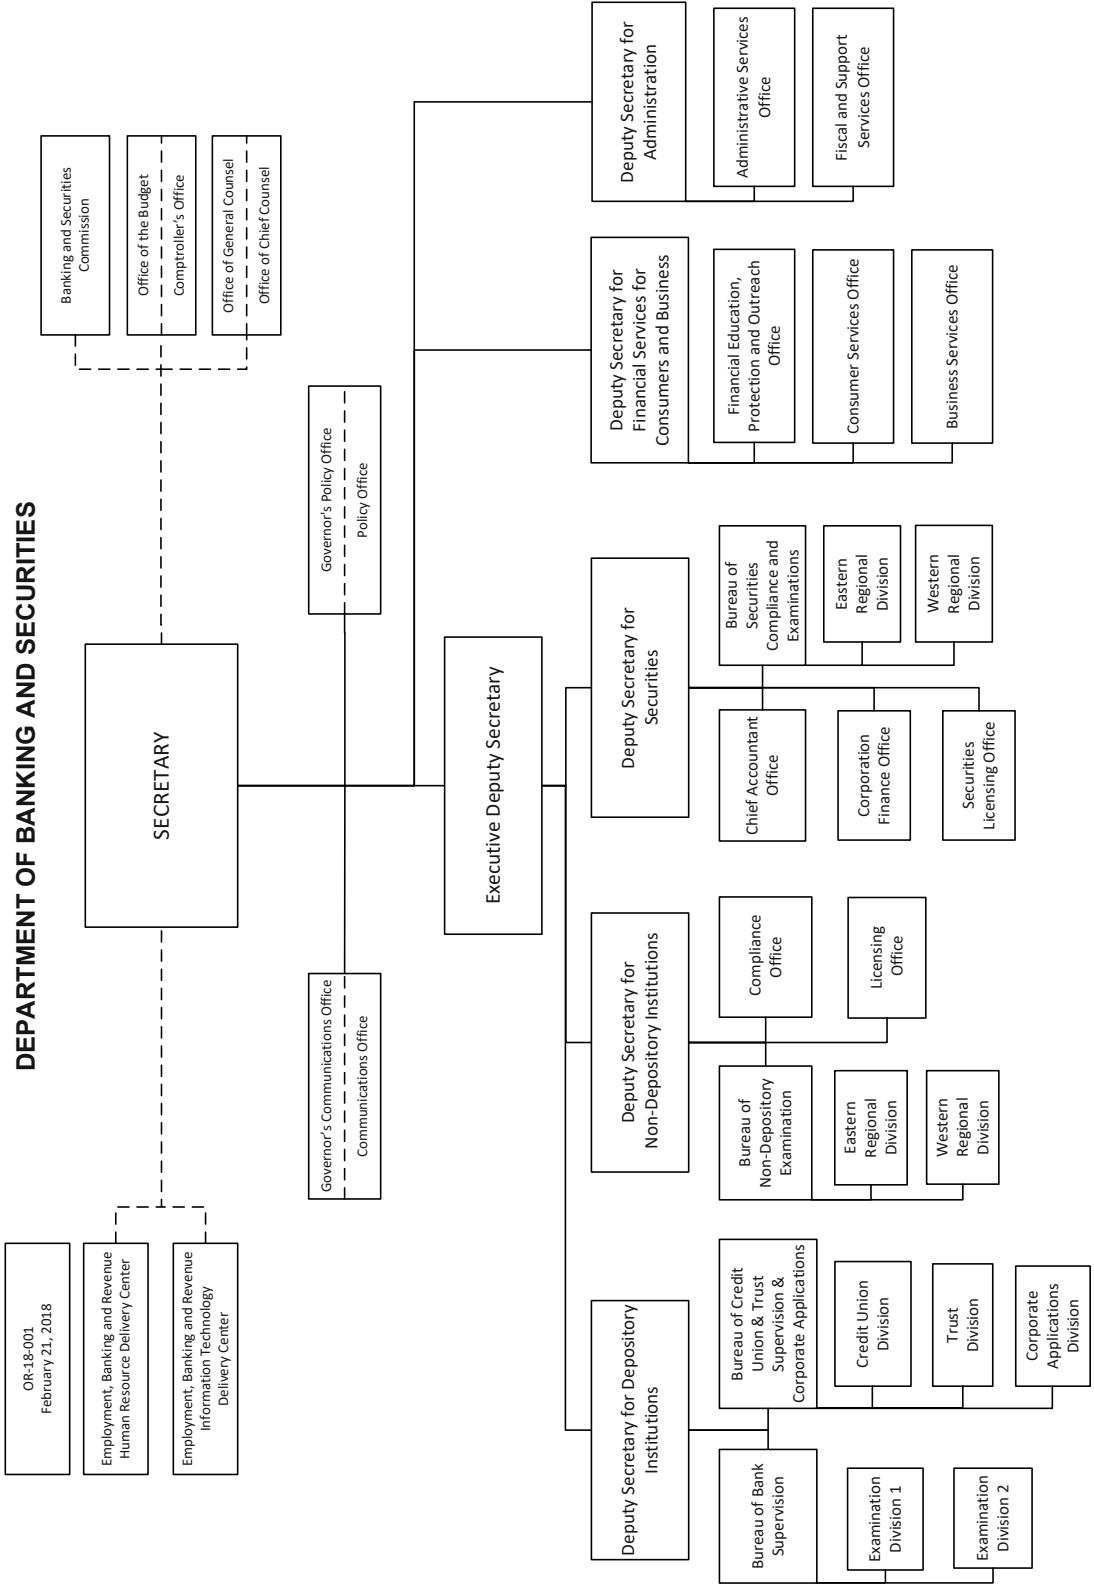 DEPARTMENT OF BANKING AND SECURITIES
OR-18-001
February 21, 2018
Employment, Banking and Revenue
Human Resource Delivery Center
Employment, Banking and Revenue
Information Technology
Delivery Center
SECRETARY
Banking and Securities
Commission
Office of the Budget
Comptroller's Office
Office of General Counsel
Office of Chief Counsel
Governor's Communications Office
Communications Office
Governor's Policy Office
Policy Office
Executive Deputy Secretary
Deputy Secretary for Depository
Institutions
Bureau of Bank
Supervision
Examination
Division 1
Examination
Division 2
Bureau of Credit
Union & Trust
Supervision &
Corporate Applications
Credit Union
Division
Trust
Division
Corporate
Applications
Division
Deputy Secretary for
Non-Depository Institutions
Bureau of
Non-Depository
Examination
Eastern
Regional
Division
Western
Regional
Division
Compliance
Office
Licensing
Office
Deputy Secretary for
Securities
Chief Accountant
Office
Corporation
Finance Office
Securities
Licensing Office
Bureau of
Securities
Compliance and
Examinations
Eastern
Regional
Division
Western
Regional
Division
Deputy Secretary for
Financial Services for
Consumers and Business
Financial Education,
Protection and Outreach
Office
Consumer Services Office
Business Services Office
Deputy Secretary for
Administration
Administrative Services
Office
Fiscal and Support
Services Office